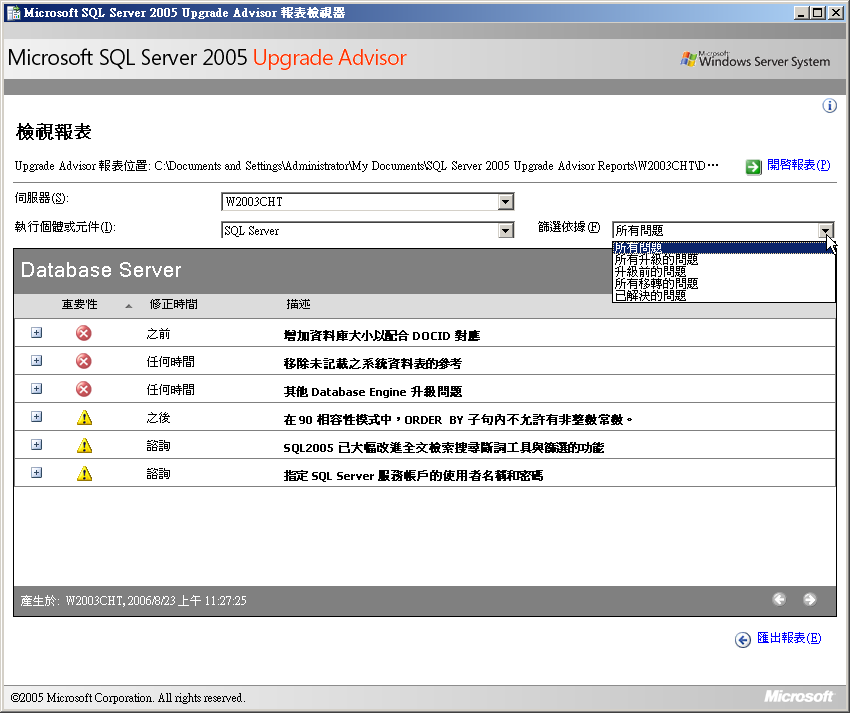 Microsoft SQL Server 2005 Upgrade Advisor 報表檢視器
Microsoft SQL Server 2005 Upgrade Advisor
Microsoft Windows Server System
檢視報表
Upgrade Advisor 報表位置: C:\Documents and Settings\Administrator\My Documents\SQL Server 2005 Upgrade Advisor Reports\W2003CHT\D⋯
開啓報表(P)
伺服器(S):
W2003CHT
執行個體或元件(I):
SQL Server
篩選依據(F)
所有問題
所有問題
所有升級的問題
升級前的問題
所有移轉的問題
已解決的問題
Database Server
重要性 修正時間 描述
之前 增加資料庫大小以配合 DOCID 對應
任何時間 移除未記載之系統資料表的參考
任何時間 其他 Database Engine 升級問題
之後 在 90 相容性模式中，ORDER BY 子句內不允許有非整數常數。
諮詢 SQL2005 已大幅改進全文檢索搜尋斷詞工具與篩選的功能
諮詢 指定 SQL Server 服務帳戶的使用者名稱和密碼
產生於: W2003CHT, 2006/8/23 上午 11:27:25
匯出報表(E)
©2005 Microsoft Corporation. All rights reserved.
Microsoft